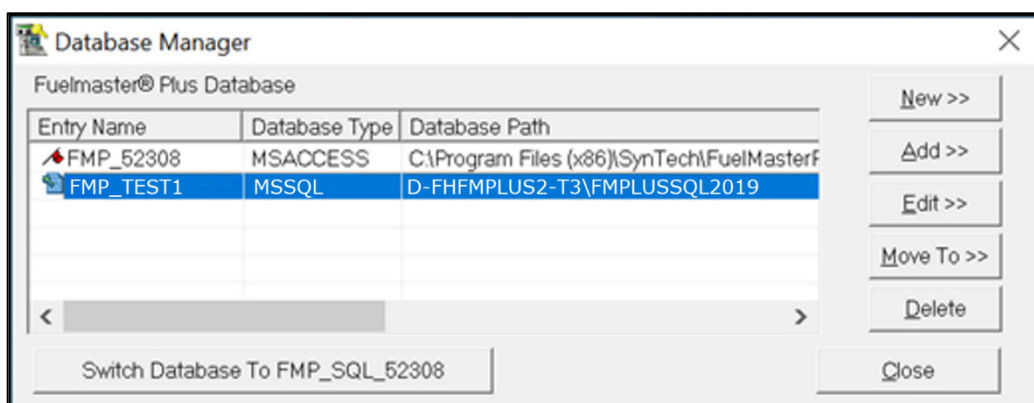 Database Manager
Fuelmaster® Plus Database
New >>
Entry Name Database Type Database Path
FMP_52308 MSACCESS C:\Program Files (x86)\SynTech\FuelMasterF
Add >>
FMP_TEST1 MSSQL D-FHFMPLUS2-T3\FMPLUSSQL2019
Edit >>
Move To >>
Delete
Switch Database To FMP_SQL_52308
Close